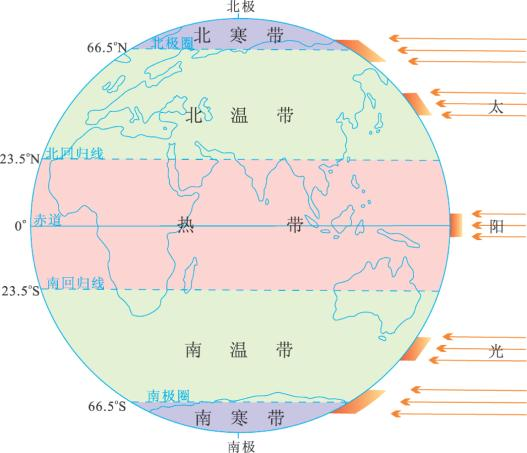 北极
北寒带
北极圈
66.5°N
太
北温带
北回归线
23.5°N
赤道
热带
0°
阳
南回归线
23.5°S
南温带
光
南极圈
66.5°S
南寒带
南极